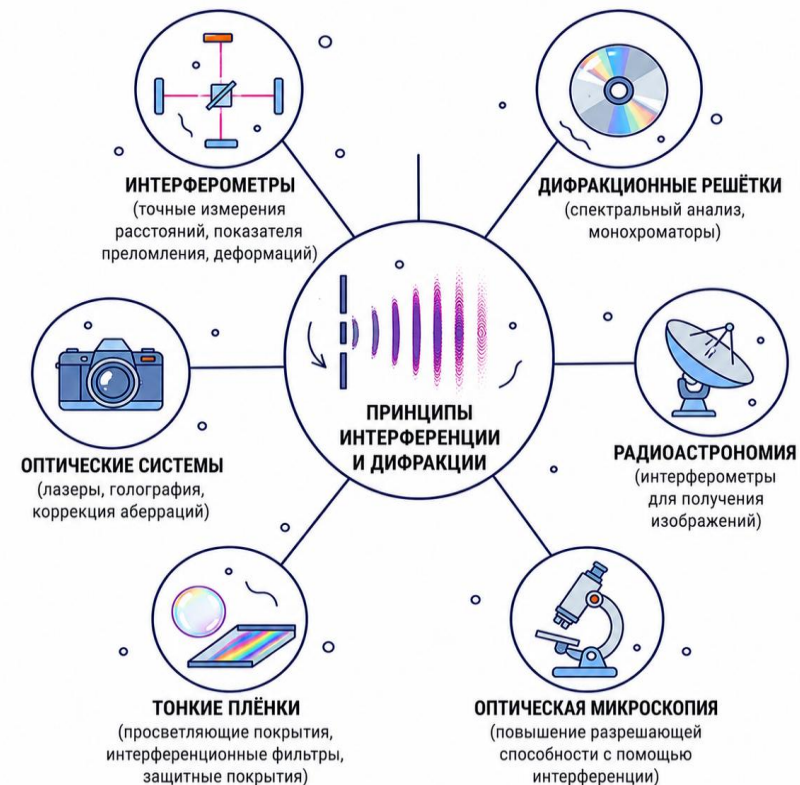 ИНТЕРФЕРОМЕТРЫ
(точные измерения
расстояний, показателя
преломления, деформаций)
ДИФРАКЦИОННЫЕ РЕШЁТКИ
(спектральный анализ,
монохроматоры)
ПРИНЦИПЫ
ИНТЕРФЕРЕНЦИИ
И ДИФРАКЦИИ
ОПТИЧЕСКИЕ СИСТЕМЫ
(лазеры, голография,
коррекция аберраций)
РАДИОАСТРОНОМИЯ
(интерферометры
для получения
изображений)
ТОНКИЕ ПЛЁНКИ
(просветляющие покрытия,
интерференционные фильтры,
защитные покрытия)
ОПТИЧЕСКАЯ МИКРОСКОПИЯ
(повышение разрешающей
способности с помощью
интерференции)